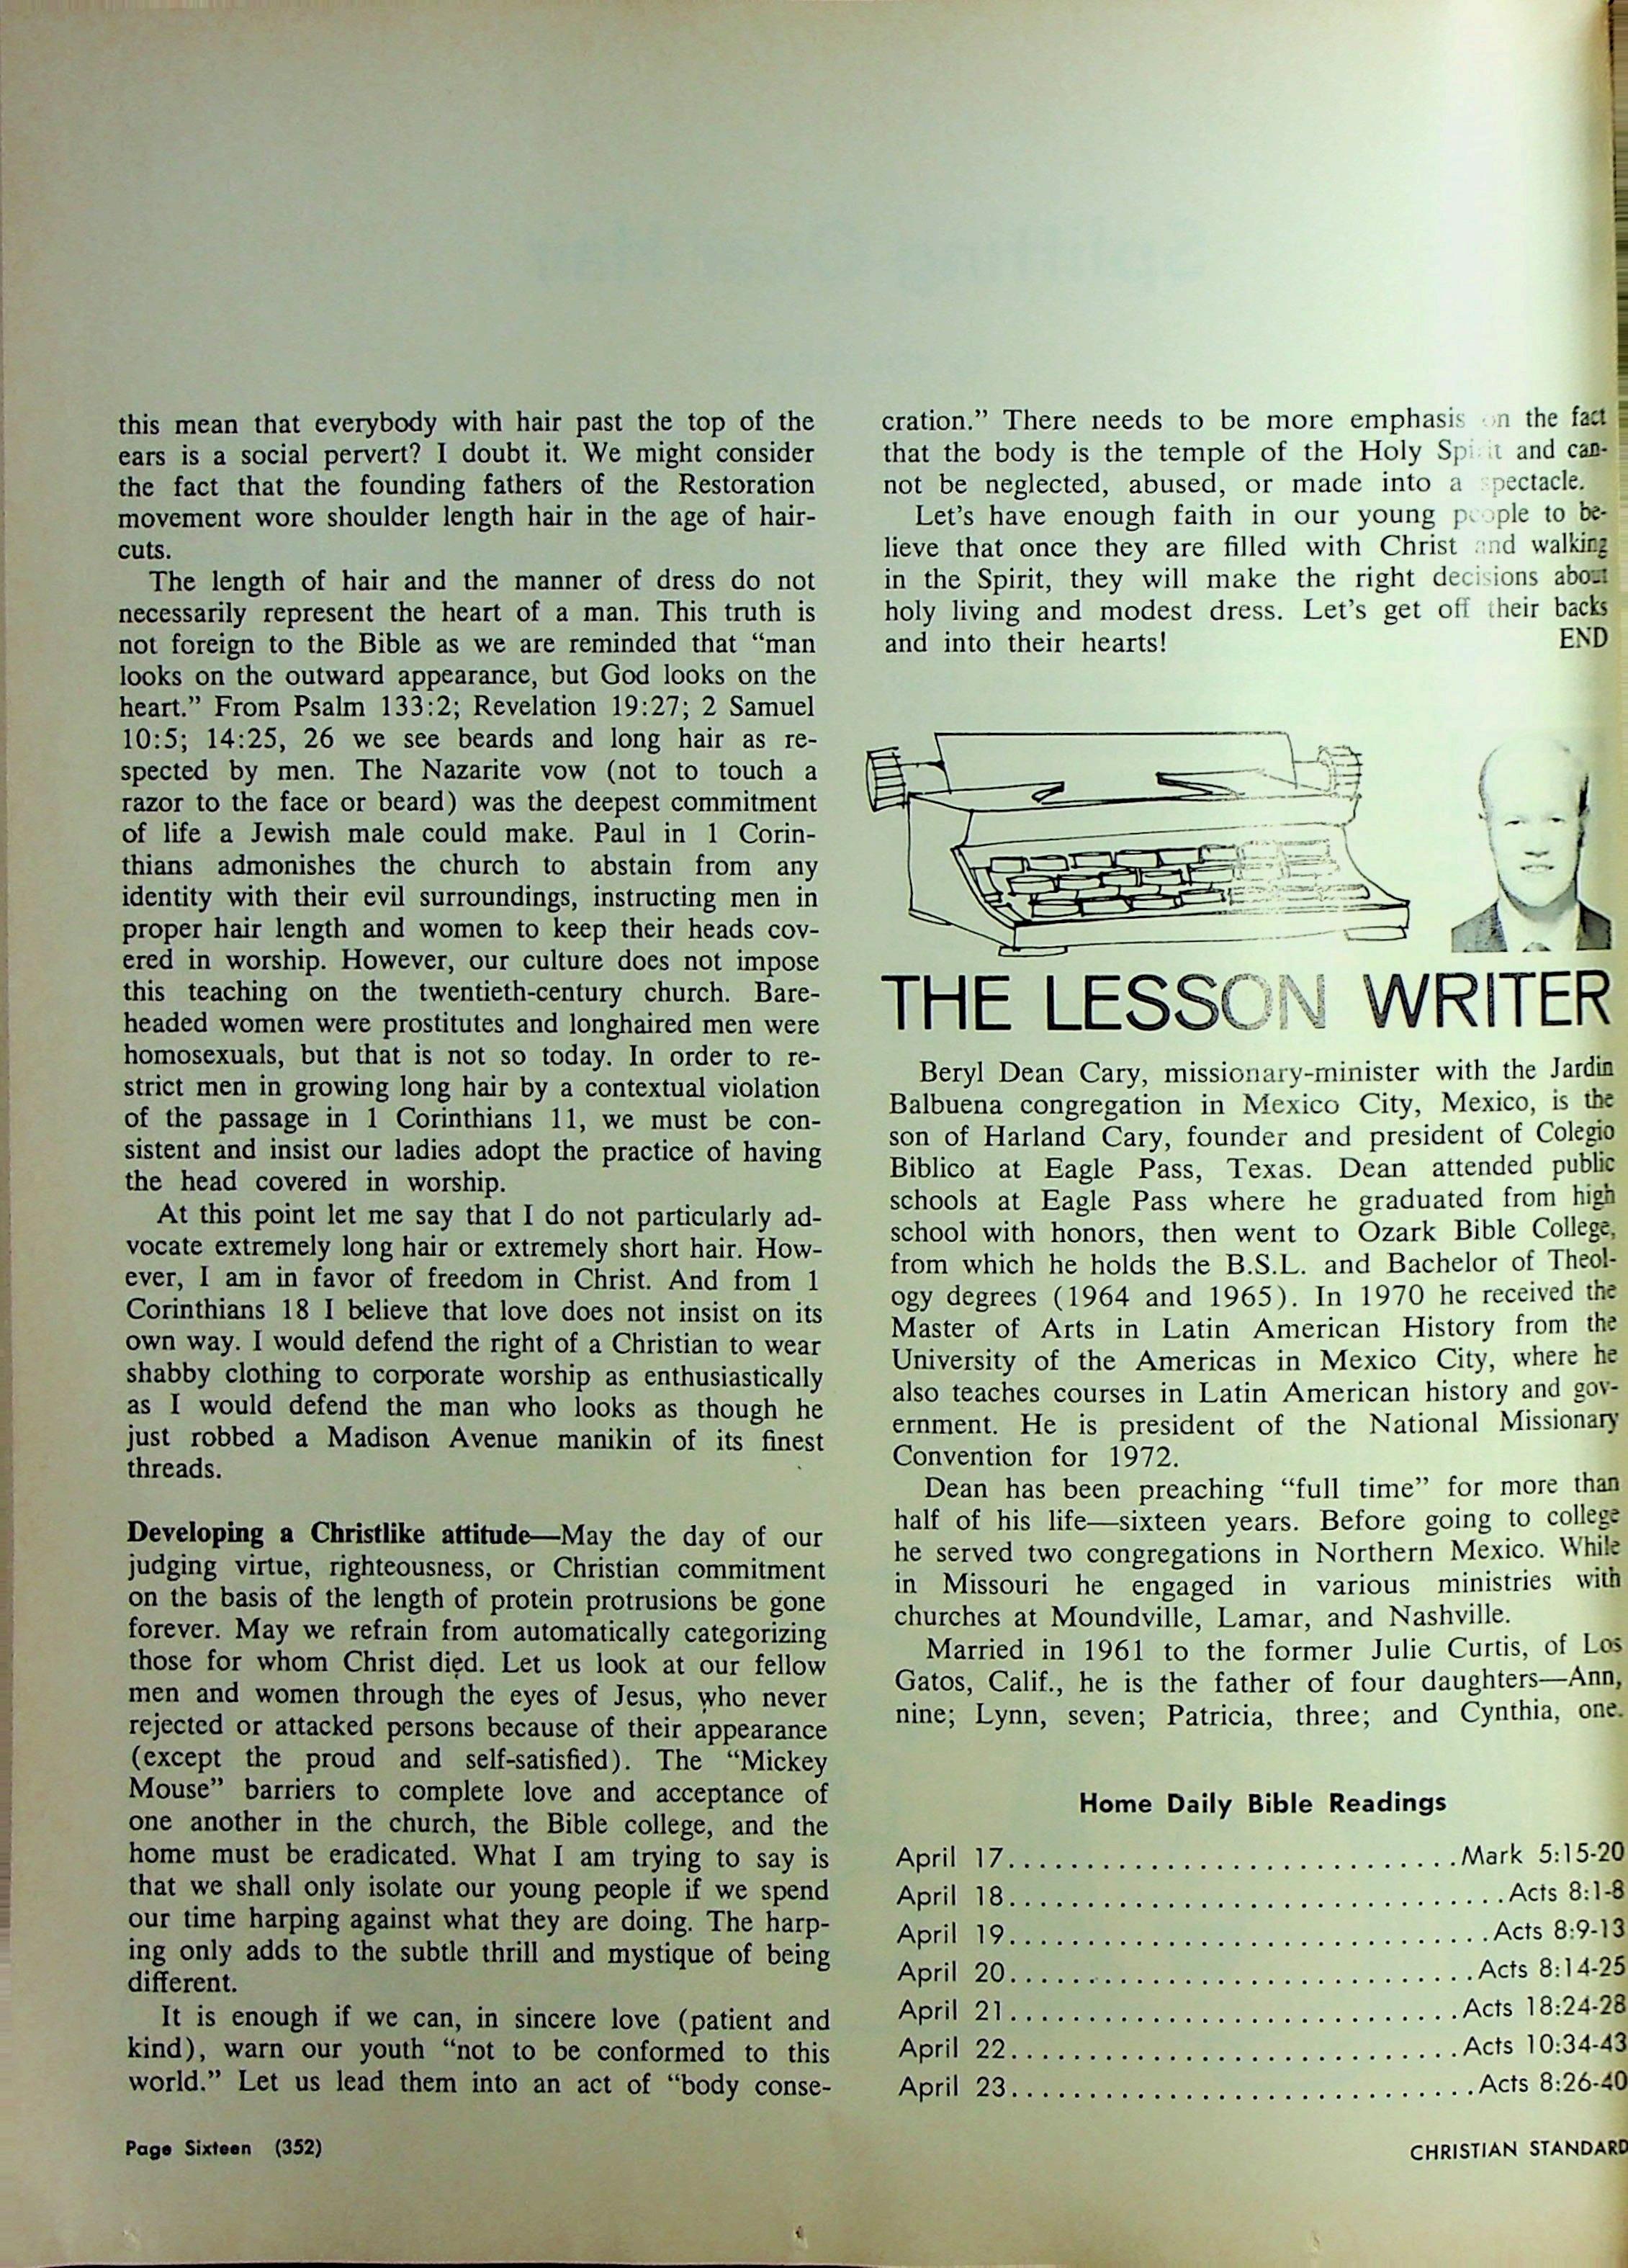 this mean that everybody with hair past the top of the
ears is a social pervert? I doubt it. We might consider
the fact that the founding fathers of the Restoration
movement wore shoulder length hair in the age of hair-
cuts.
The length of hair and the manner of dress do not
necessarily represent the heart of a man. This truth is
not foreign to the Bible as we are reminded that “man
looks on the outward appearance, but God looks on the
heart.” From Psalm 133:2; Revelation 19:27; 2 Samuel
10:5; 14:25, 26 we see beards and long hair as re-
spected by men. The Nazarite vow (not to touch a
razor to the face or beard) was the deepest commitment
of life a Jewish male could make. Paul in 1 Corin-
thians admonishes the church to abstain from any
identity with their evil surroundings, instructing men in
proper hair length and women to keep their heads cov-
ered in worship. However, our culture does not impose
this teaching on the twentieth-century church. Bare-
headed women were prostitutes and longhaired men were
homosexuals, but that is not so today. In order to re-
strict men in growing long hair by a contextual violation
of the passage in 1 Corinthians 11, we must be con-
sistent and insist our ladies adopt the practice of having
the head covered in worship.
At this point let me say that I do not particularly ad-
vocate extremely long hair or extremely short hair. How-
ever, I am in favor of freedom in Christ. And from 1
Corinthians 18 I believe that love does not insist on its
own way. I would defend the right of a Christian to wear
shabby clothing to corporate worship as enthusiastically
as I would defend the man who looks as though he
just robbed a Madison Avenue manikin of its finest
threads.
Developing a Christlike attitude—May the day of our
judging virtue, righteousness, or Christian commitment
on the basis of the length of protein protrusions be gone
forever. May we refrain from automatically categorizing
those for whom Christ died. Let us look at our fellow
men and women through the eyes of Jesus, who never
rejected or attacked persons because of their appearance
(except the proud and self-satisfied). The “Mickey
Mouse” barriers to complete love and acceptance of
one another in the church, the Bible college, and the
home must be eradicated. What I am trying to say is
that we shall only isolate our young people if we spend
our time harping against what they are doing. The harp-
ing only adds to the subtle thrill and mystique of being
different.
It is enough if we can, in sincere love (patient and
kind), warn our youth “not to be conformed to this
world.” Let us lead them into an act of “body conse-
cration.” There needs to be more emphasis on the fact
that the body is the temple of the Holy Spirit and can-
not be neglected, abused, or made into a spectacle.
Let's have enough faith in our young people to be-
lieve that once they are filled with Christ and walking
in the Spirit, they will make the right decisions about
holy living and modest dress. Let's get off their backs
and into their hearts! END
THE LESSON WRITER
Beryl Dean Cary, missionary-minister with the Jardin
Balbuena congregation in Mexico City, Mexico, is the
son of Harland Cary, founder and president of Colegio
Biblico at Eagle Pass, Texas. Dean attended public
schools at Eagle Pass where he graduated from high
school with honors, then went to Ozark Bible College,
from which he holds the B.S.L. and Bachelor of Theol-
ogy degrees (1964 and 1965). In 1970 he received the
Master of Arts in Latin American History from the
University of the Americas in Mexico City, where he
also teaches courses in Latin American history and gov-
ernment. He is president of the National Missionary
Convention for 1972.
Dean has been preaching “full time” for more than
half of his life—sixteen years. Before going to college
he served two congregations in Northern Mexico. While
in Missouri he engaged in various ministries with
churches at Moundville, Lamar, and Nashville.
Married in 1961 to the former Julie Curtis, of Los
Gatos, Calif., he is the father of four daughters—Ann,
nine; Lynn, seven; Patricia, three; and Cynthia, one.
Home Daily Bible Readings
April 17............................Mark 5:15-20
April 18...............................Acts 8:1-8
April 19..............................Acts 8:9-13
April 20.............................Acts 8:14-25
April 21............................Acts 18:24-28
April 22............................Acts 10:34-43
April 23.............................Acts 8:26-40
Page Sixteen (352)
CHRISTIAN STANDARD